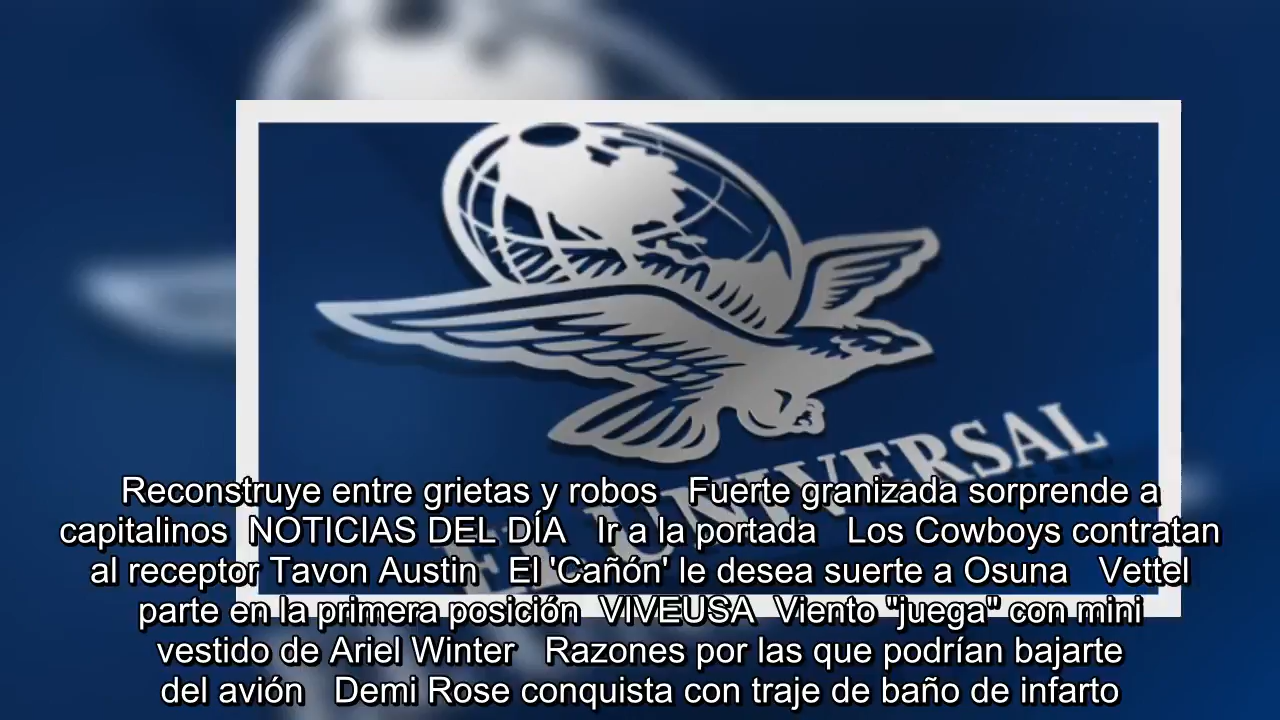 EL UNIVERSAL
Reconstruye entre grietas y robos Fuerte granizada sorprende a
capitalinos NOTICIAS DEL DÍA Ir a la portada Los Cowboys contratan
al receptor Tavon Austin El 'Cañón' le desea suerte a Osuna Vettel
parte en la primera posición VIVEUSA Viento "juega" con mini
vestido de Ariel Winter Razones por las que podrían bajarte
del avión Demi Rose conquista con traje de baño de infarto